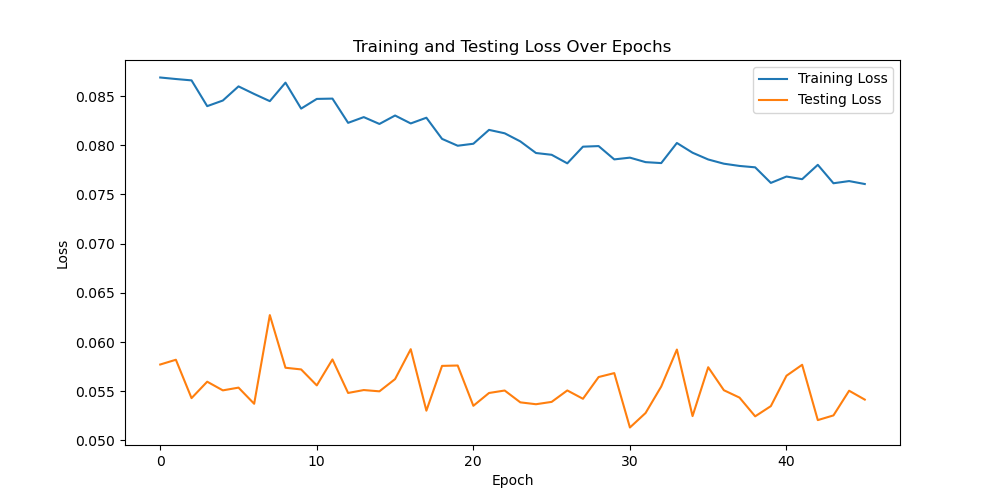 Training and Testing Loss Over Epochs
Training Loss
Testing Loss
0.085
0.080
0.075
0.070
0.065
0.060
0.055
0.050
Loss
0 10 20 30 40
Epoch